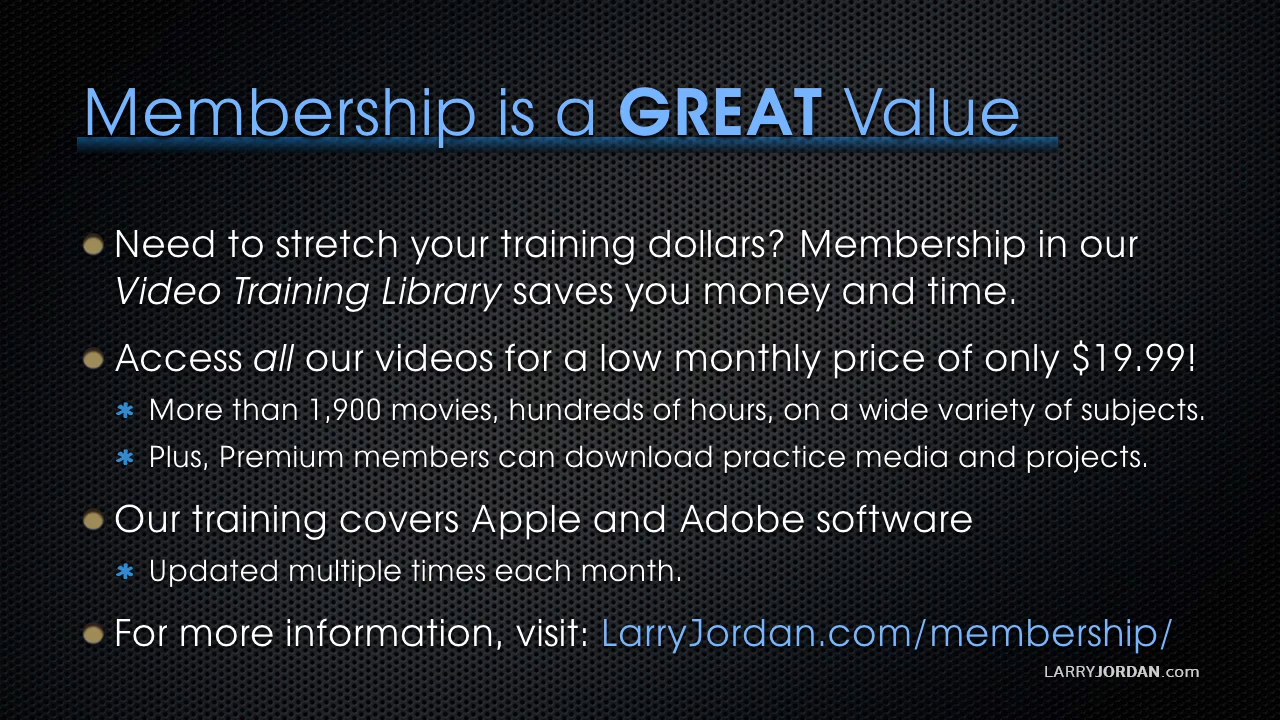 Membership is a GREAT Value
Need to stretch your training dollars? Membership in our
Video Training Library saves you money and time.
Access all our videos for a low monthly price of only $19.99!
More than 1,900 movies, hundreds of hours, on a wide variety of subjects.
Plus, Premium members can download practice media and projects.
Our training covers Apple and Adobe software
Updated multiple times each month.
For more information, visit: LarryJordan.com/membership/
LARRYJORDAN.com